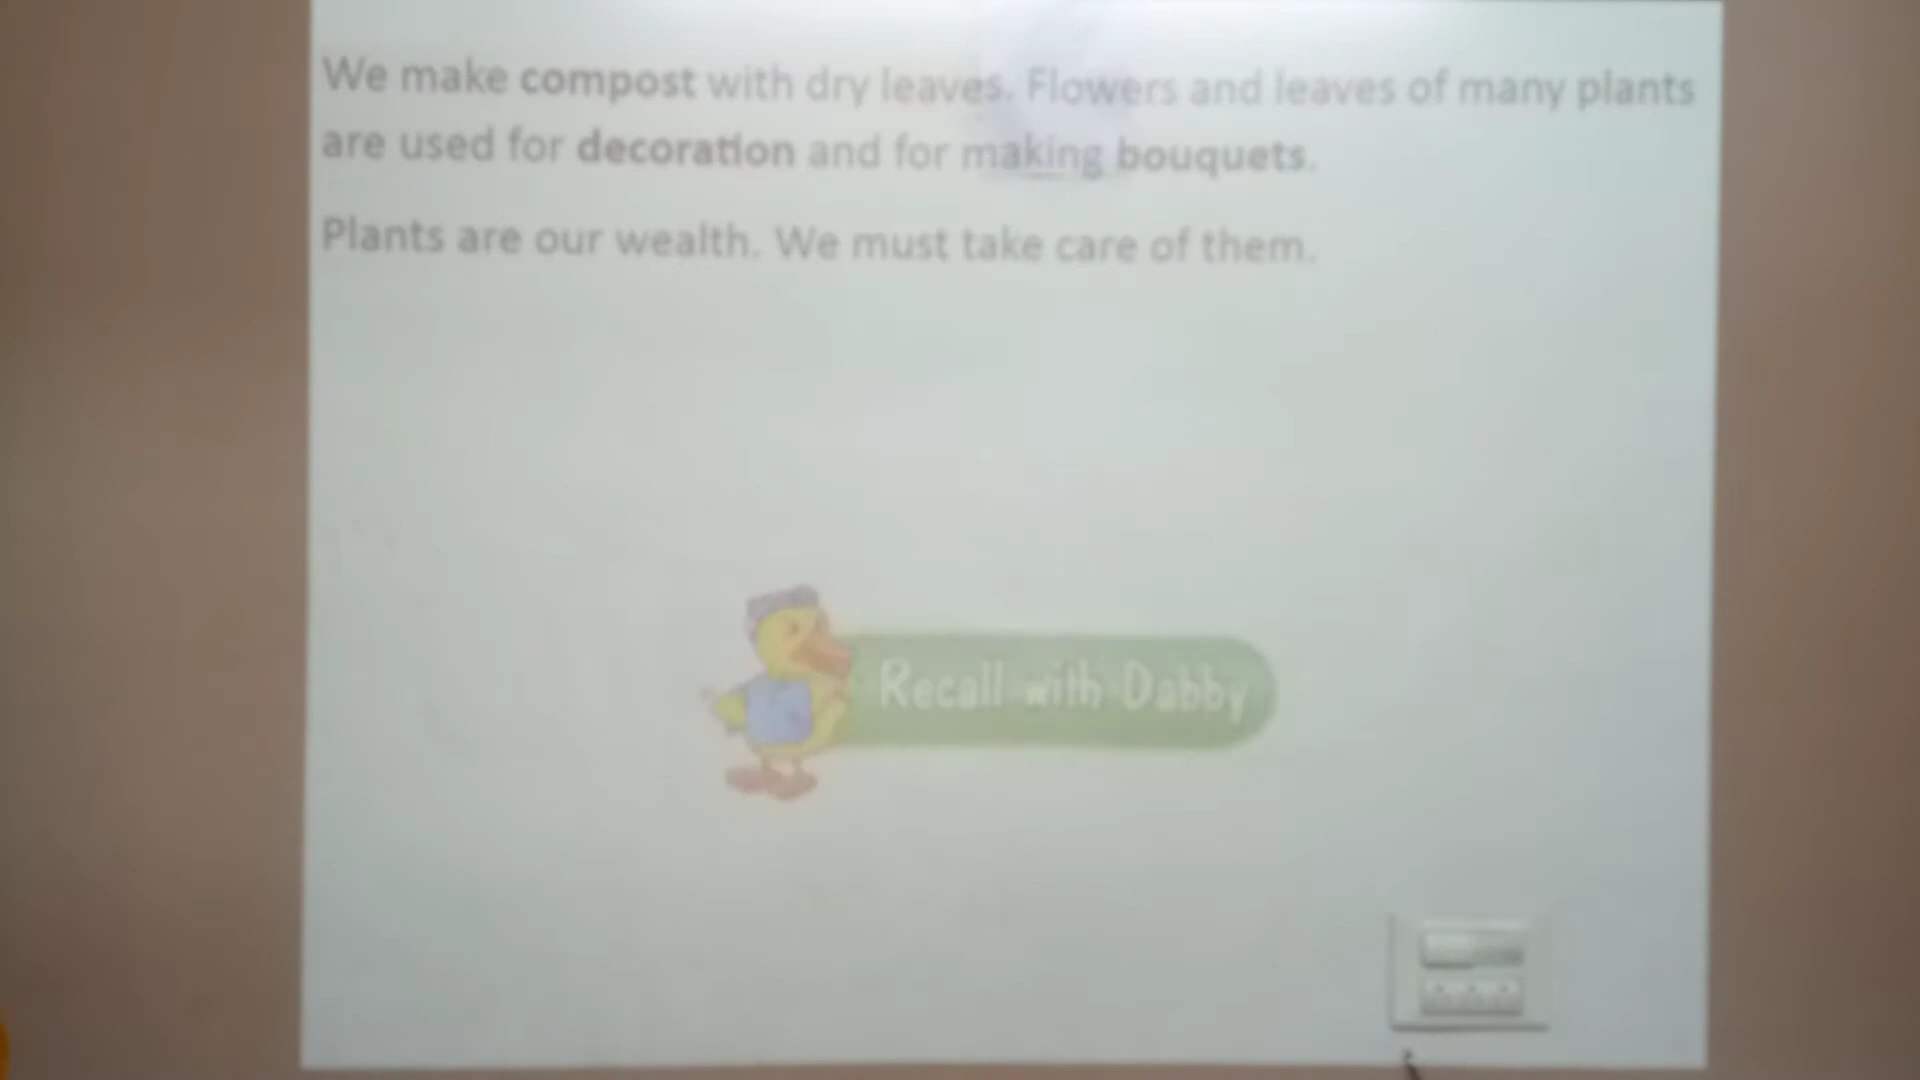 We make compost with dry leaves. Flowers and leaves of many plants
are used for decoration and for making bouquets.
Plants are our wealth. We must take care of them.
Recall with Dabby